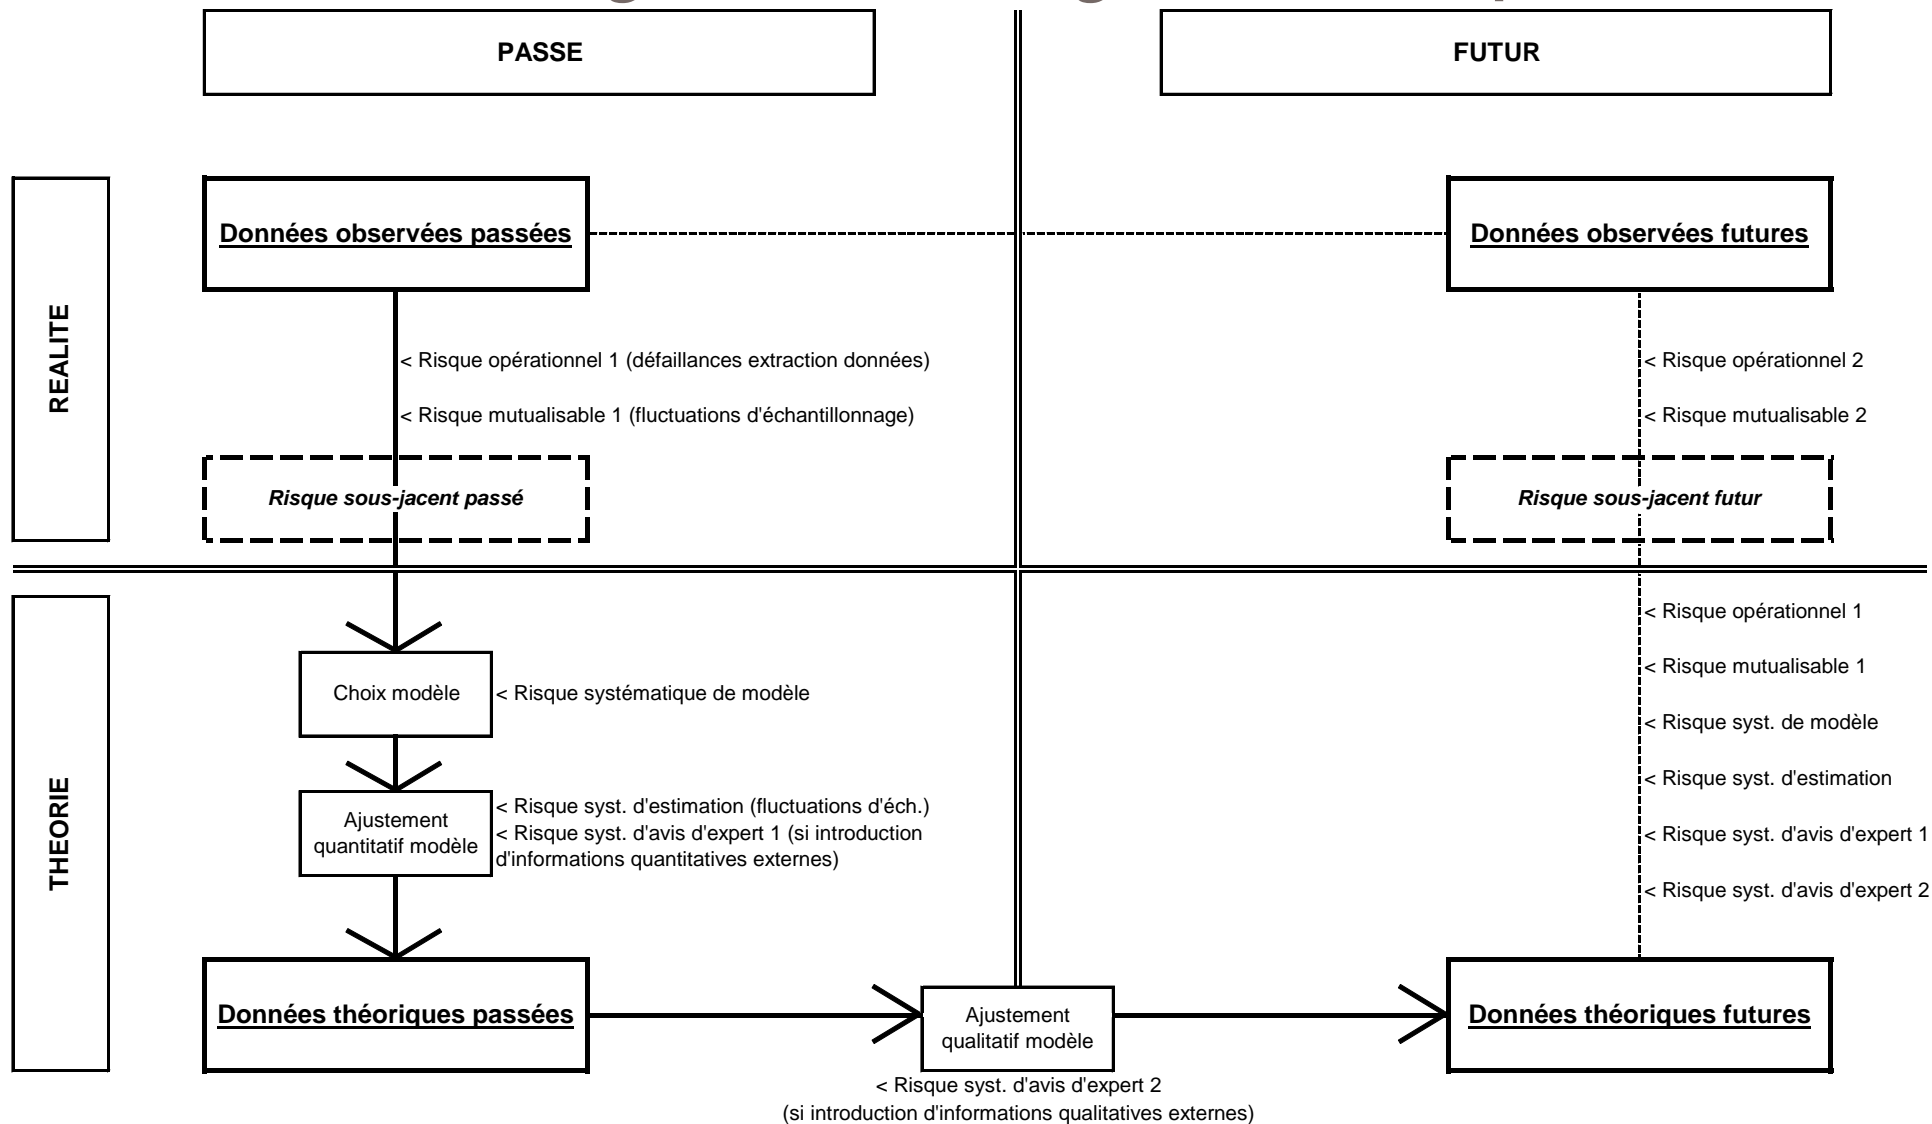 PASSE
FUTUR
REALITE
Données observées passées
Données observées futures
< Risque opérationnel 1 (défaillances extraction données)
< Risque opérationnel 2
< Risque mutualisable 1 (fluctuations d'échantillonnage)
< Risque mutualisable 2
Risque sous-jacent passé
Risque sous-jacent futur
THEORIE
Choix modèle
< Risque systématique de modèle
Ajustement
quantitatif modèle
< Risque syst. d'estimation (fluctuations d'éch.)
< Risque syst. d'avis d'expert 1 (si introduction
d'informations quantitatives externes)
< Risque opérationnel 1
< Risque mutualisable 1
< Risque syst. de modèle
< Risque syst. d'estimation
< Risque syst. d'avis d'expert 1
< Risque syst. d'avis d'expert 2
Données théoriques passées
Ajustement
qualitatif modèle
Données théoriques futures
< Risque syst. d'avis d'expert 2
(si introduction d'informations qualitatives externes)